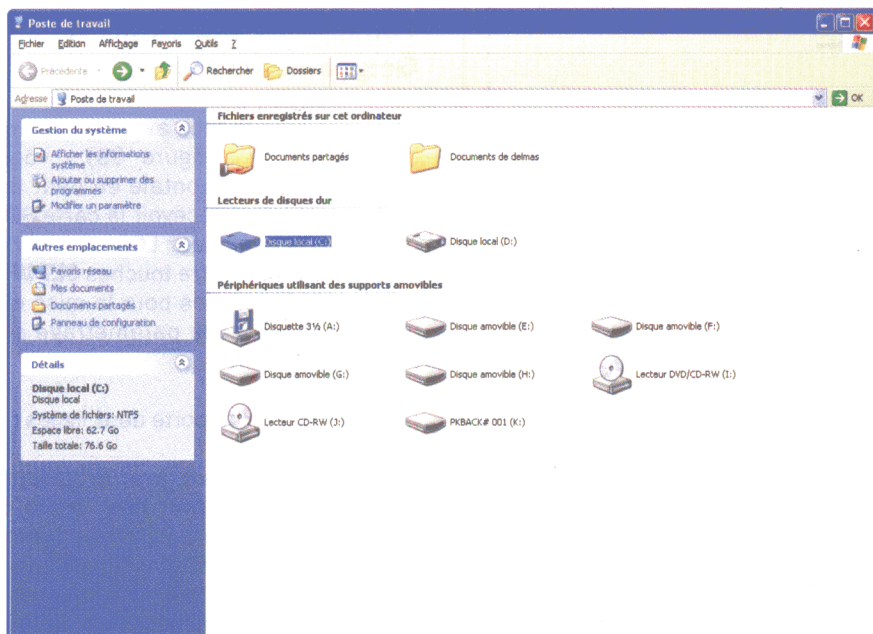 Poste de travail
Fichier Edition Affichage Favoris Outils ?
Précédente Rechercher Dossiers
Adresse Poste de travail OK
Gestion du système
Afficher les informations
système
Ajouter ou supprimer des
programmes
Modifier un paramètre
Autres emplacements
Favoris réseau
Mes documents
Documents partagés
Panneau de configuration
Détails
Disque local (C:)
Disque local
Système de fichiers: NTFS
Espace libre: 62.7 Go
Taille totale: 76.6 Go
Fichiers enregistrés sur cet ordinateur
Documents partagés Documents de delmas
Lecteurs de disques dur
Disque local (C:) Disque local (D:)
Périphériques utilisant des supports amovibles
Disquette 3½ (A:) Disque amovible (E:) Disque amovible (F:)
Disque amovible (G:) Disque amovible (H:) Lecteur DVD/CD-RW (I:)
Lecteur CD-RW (J:) PKBACK# 001 (K:)